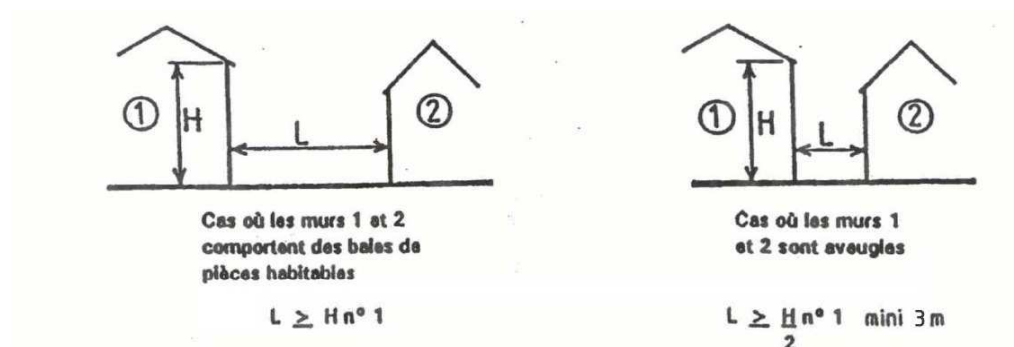 1 H L 2
Cas où les murs 1 et 2
comportent des baies de
pièces habitables
L ≥ H n° 1
1 H L 2
Cas où les murs 1
et 2 sont aveugles
L ≥ H n° 1 mini 3 m
2